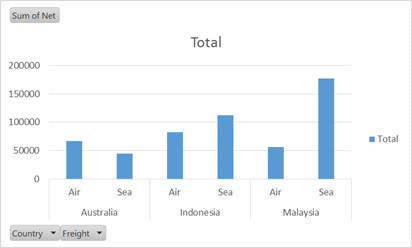 Sum of Net
Total
200000
150000
100000
50000
0
Air Sea Air Sea Air Sea
Australia Indonesia Malaysia
Total
Country Freight